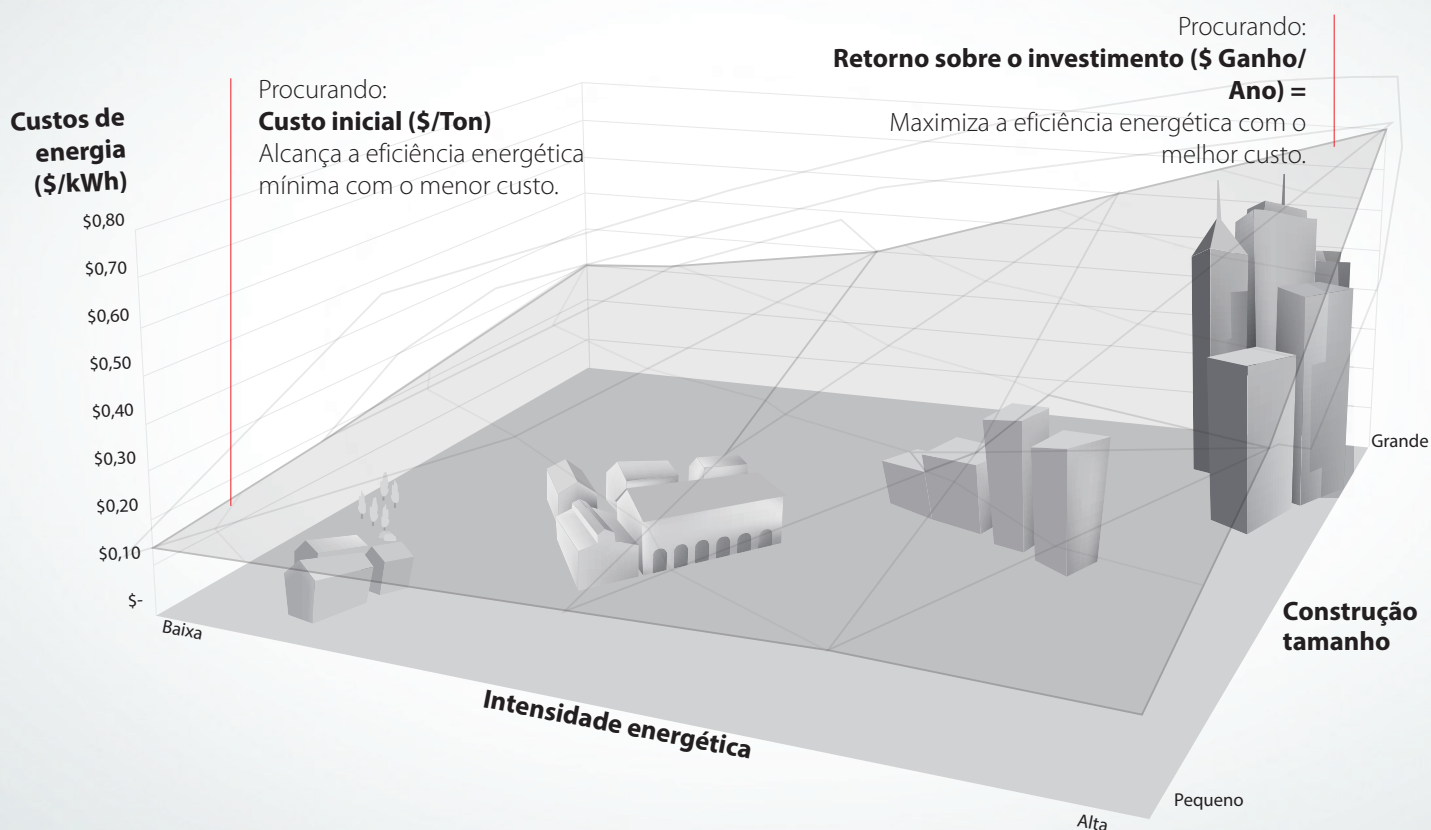 Procurando:
Retorno sobre o investimento ($ Ganho/
Ano) =
Maximiza a eficiência energética com o
melhor custo.
Procurando:
Custo inicial ($/Ton)
Alcança a eficiência energética
mínima com o menor custo.
Custos de
energia
($/kWh)
$0,80
$0,70
$0,60
$0,50
$0,40
$0,30
$0,20
$0,10
$-
Baixa
Intensidade energética
Alta
Pequeno
Construção
tamanho
Grande